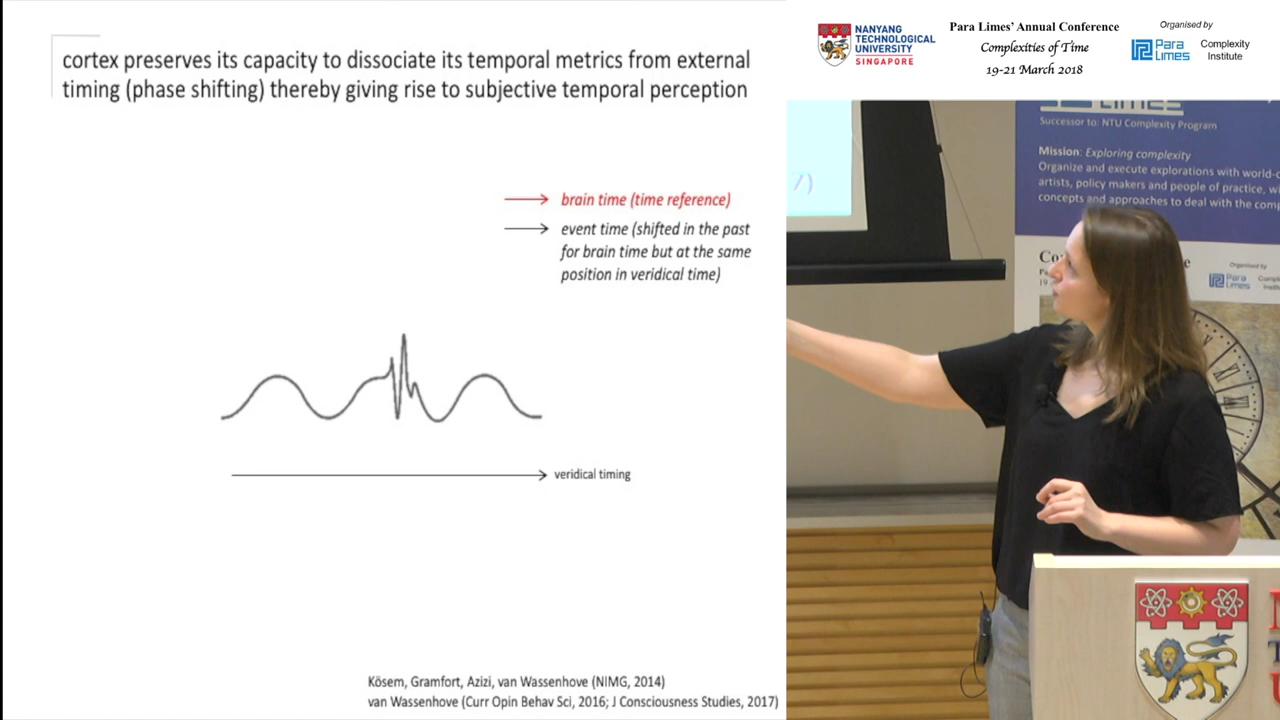 cortex preserves its capacity to dissociate its temporal metrics from external
timing (phase shifting) thereby giving rise to subjective temporal perception
brain time (time reference)
event time (shifted in the past
for brain time but at the same
position in veridical time)
veridical timing
Kösem, Gramfort, Azizi, van Wassenhove (NIMG, 2014)
van Wassenhove (Curr Opin Behav Sci, 2016; J Consciousness Studies, 2017)
NANYANG
TECHNOLOGICAL
UNIVERSITY
SINGAPORE
Para Limes' Annual Conference
Complexities of Time
19-21 March 2018
Organised by
Para
Limes
Complexity
Institute
Successor to: NTU Complexity Program
Mission: Exploring complexity
Organize and execute explorations with
artists, policy makers and people of practice,
concepts and approaches to deal with the
7)
Organised by
Para
Limes